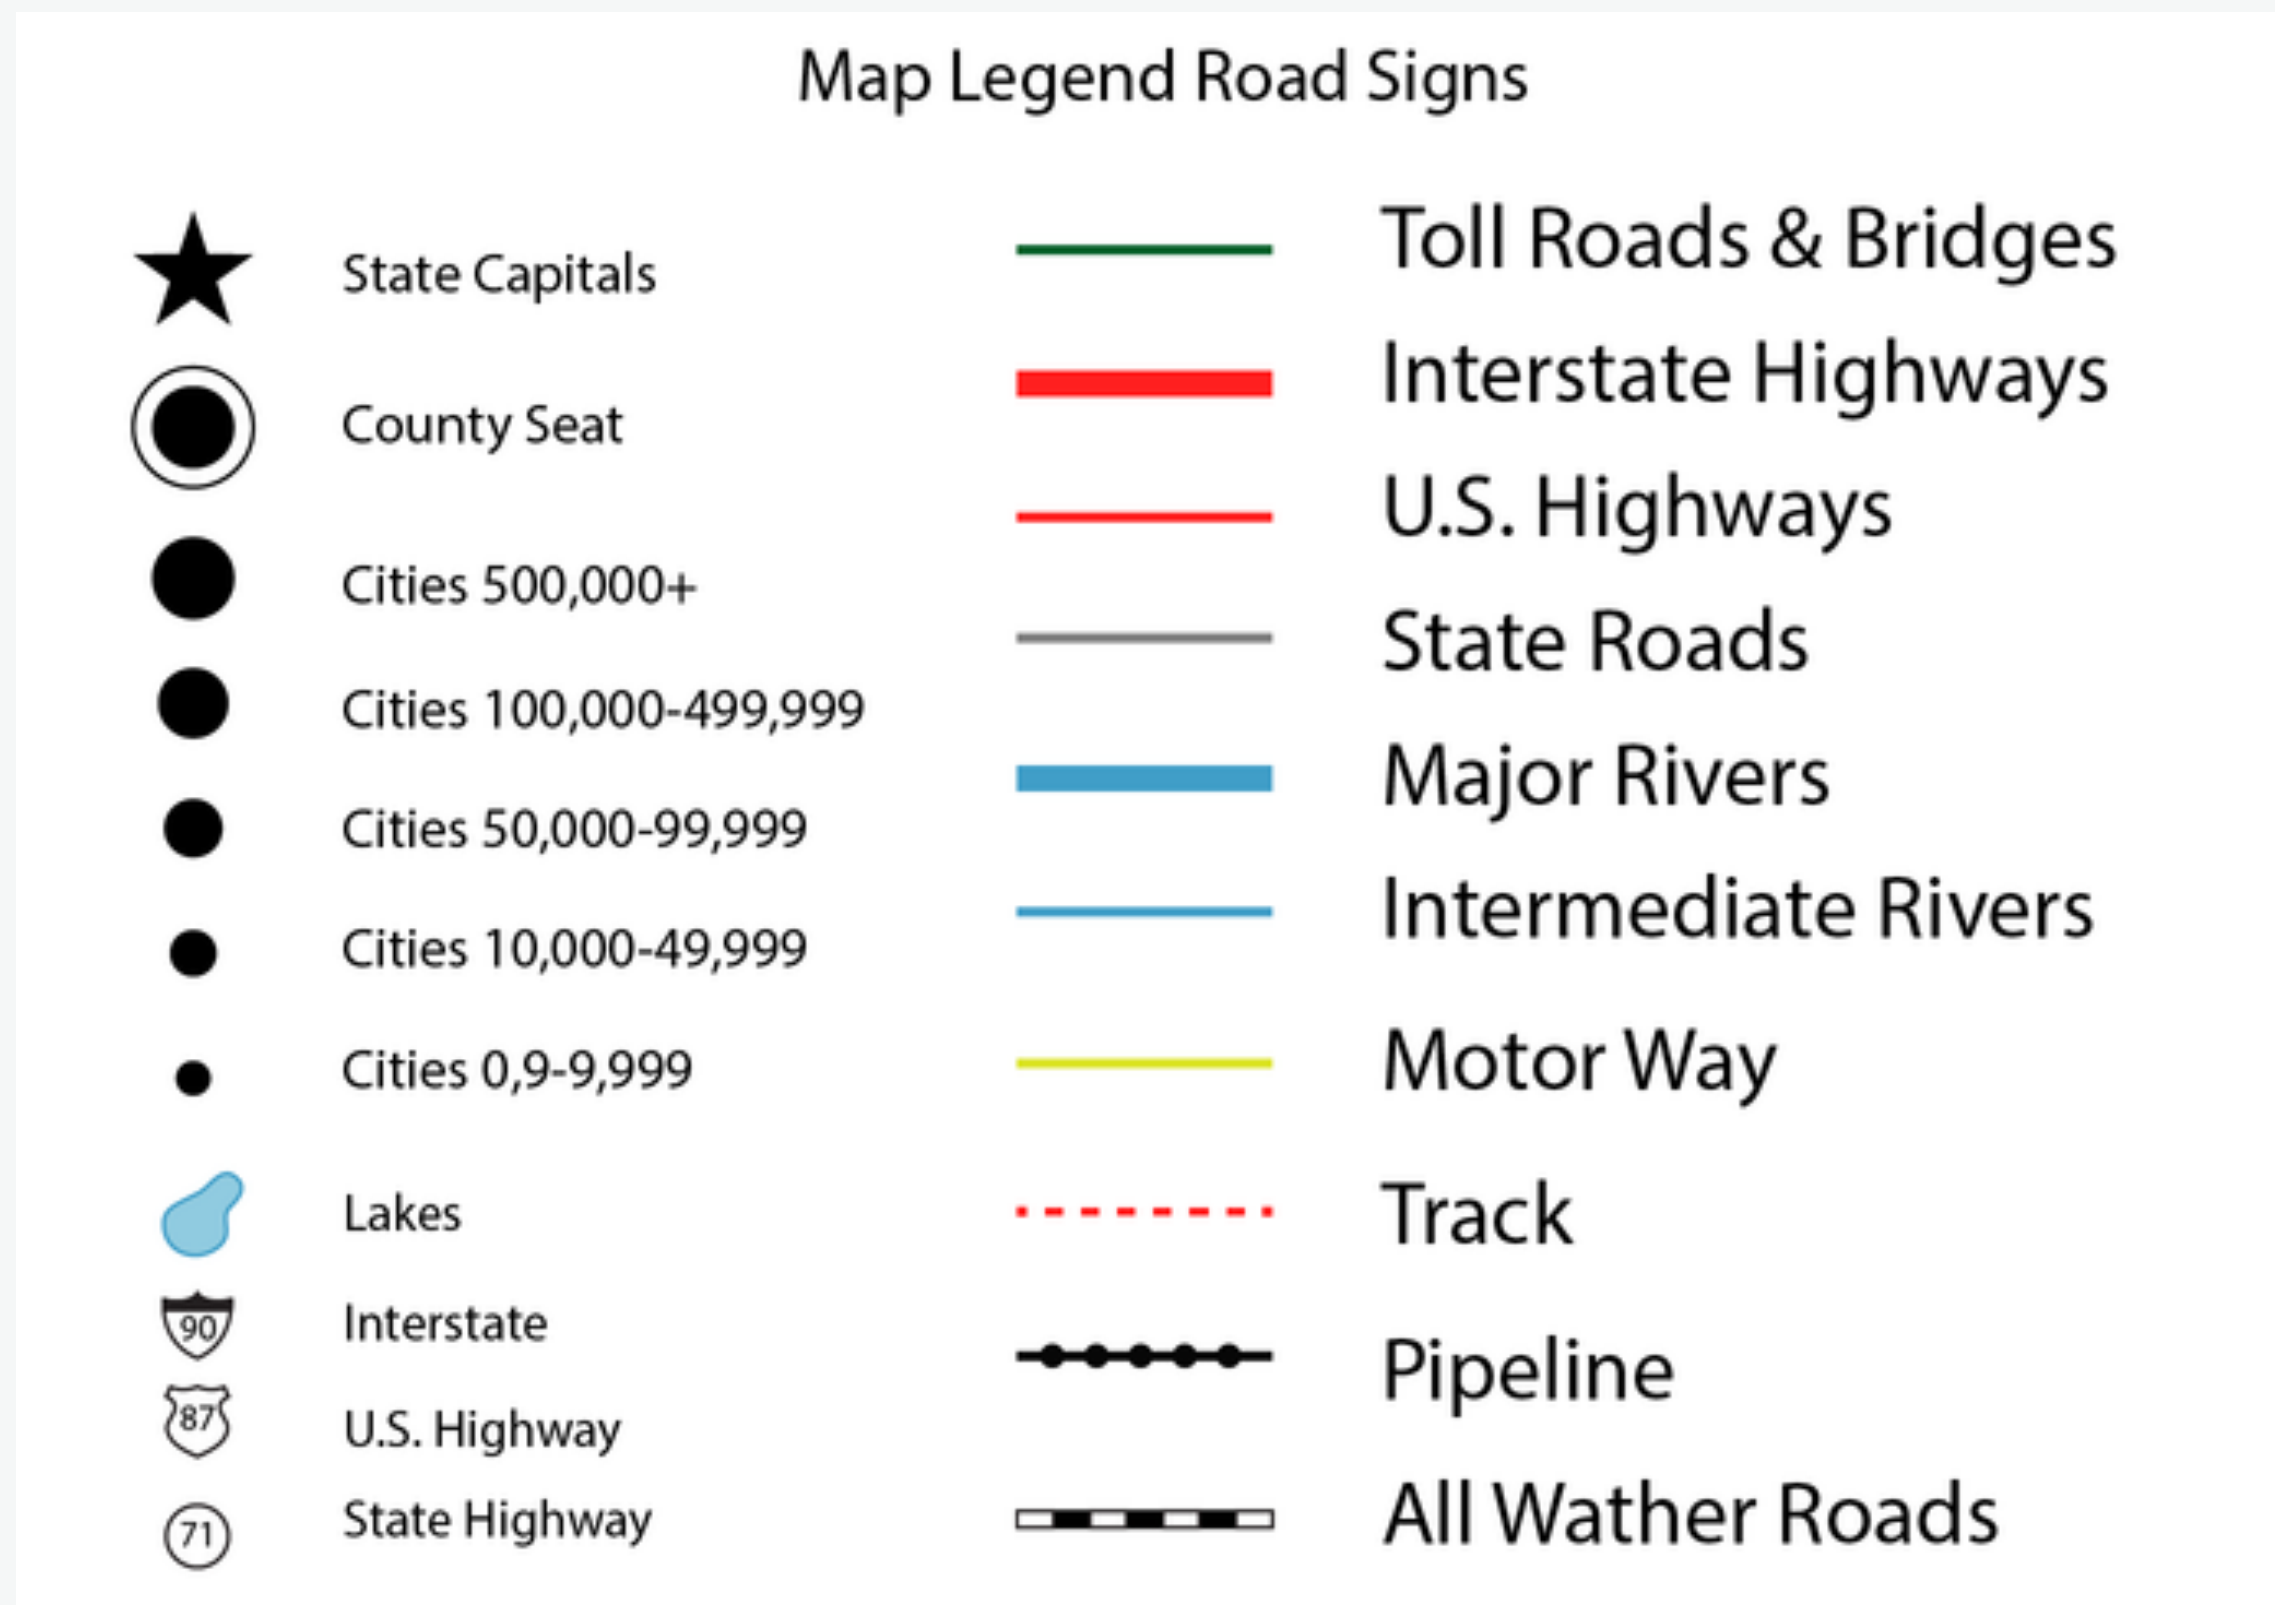 Map Legend Road Signs
State Capitals
County Seat
Cities 500,000+
Cities 100,000-499,999
Cities 50,000-99,999
Cities 10,000-49,999
Cities 0,9-9,999
Lakes
90 Interstate
87 U.S. Highway
71 State Highway
Toll Roads & Bridges
Interstate Highways
U.S. Highways
State Roads
Major Rivers
Intermediate Rivers
Motor Way
Track
Pipeline
All Wather Roads